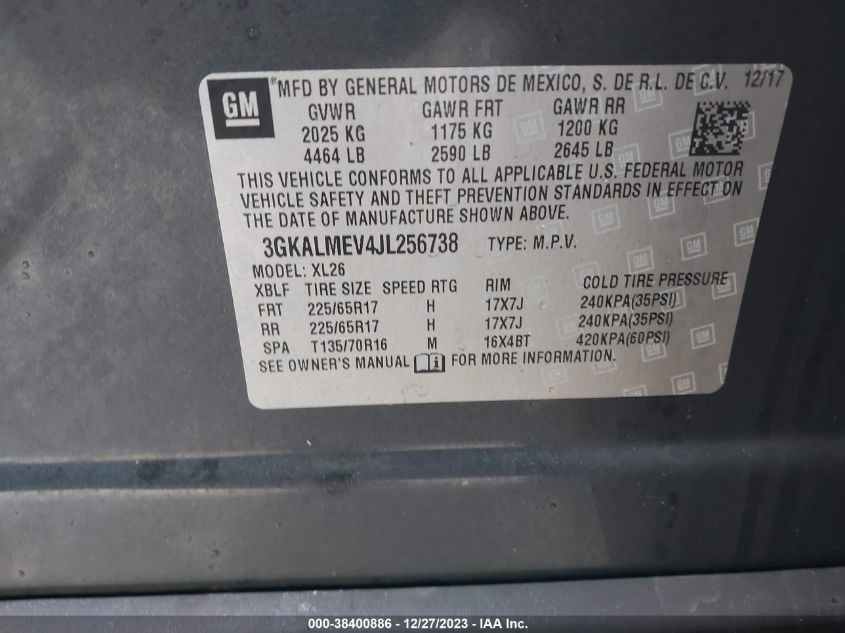 GM
®MFD BY GENERAL MOTORS DE MEXICO, S. DE R.L. DE C.V. 12/17
GVWR GAWR FRT GAWR RR
2025 KG 1175 KG 1200 KG
4464 LB 2590 LB 2645 LB
THIS VEHICLE CONFORMS TO ALL APPLICABLE U.S. FEDERAL MOTOR
VEHICLE SAFETY AND THEFT PREVENTION STANDARDS IN EFFECT ON
THE DATE OF MANUFACTURE SHOWN ABOVE.
3GKALMEV4JL256738 TYPE: M.P.V.
MODEL: XL26
XBLF TIRE SIZE SPEED RTG RIM COLD TIRE PRESSURE
FRT 225/65R17 H 17X7J 240KPA(35PSI)
RR 225/65R17 H 17X7J 240KPA(35PSI)
SPA T135/70R16 M 16X4BT 420KPA(60PSI)
SEE OWNER'S MANUAL FOR MORE INFORMATION.
000-38400886 - 12/27/2023 - IAA Inc.